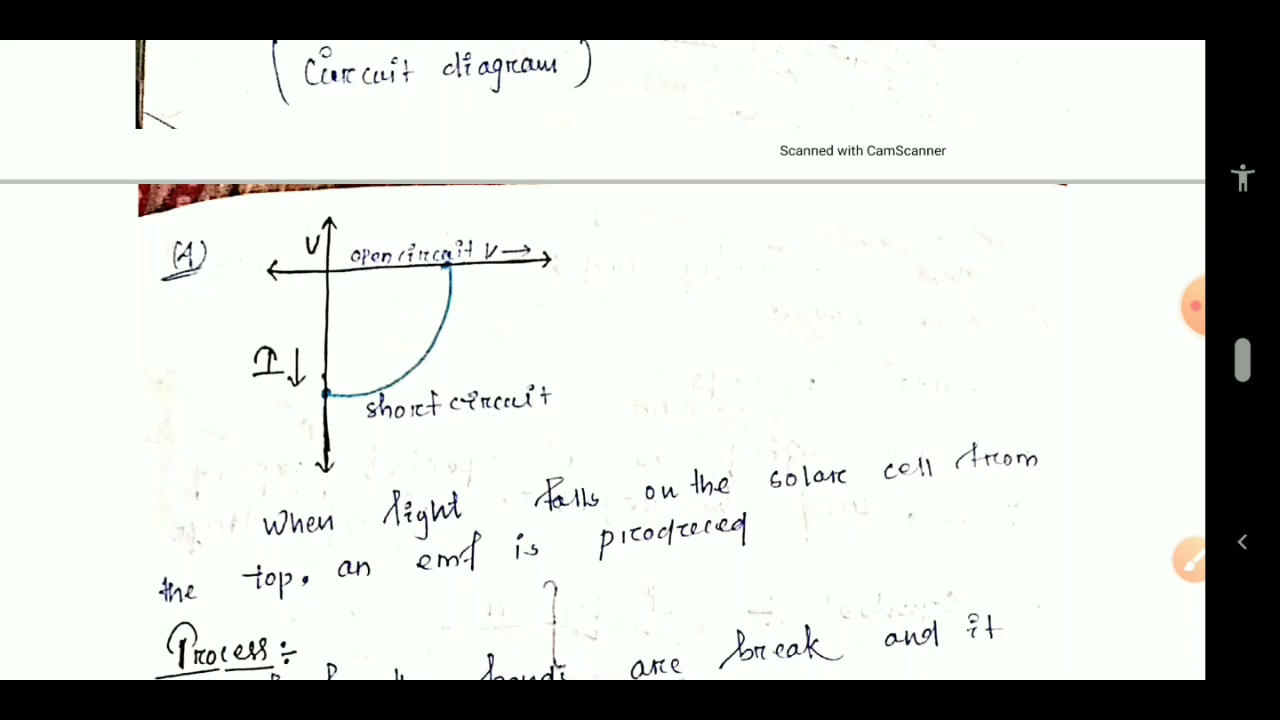 (Circuit diagram)
Scanned with CamScanner
(A)
V
open circuit V→
I↓
short circuit
When light falls on the solar cell from
the top, an emf is produced
Process :-
are break and it